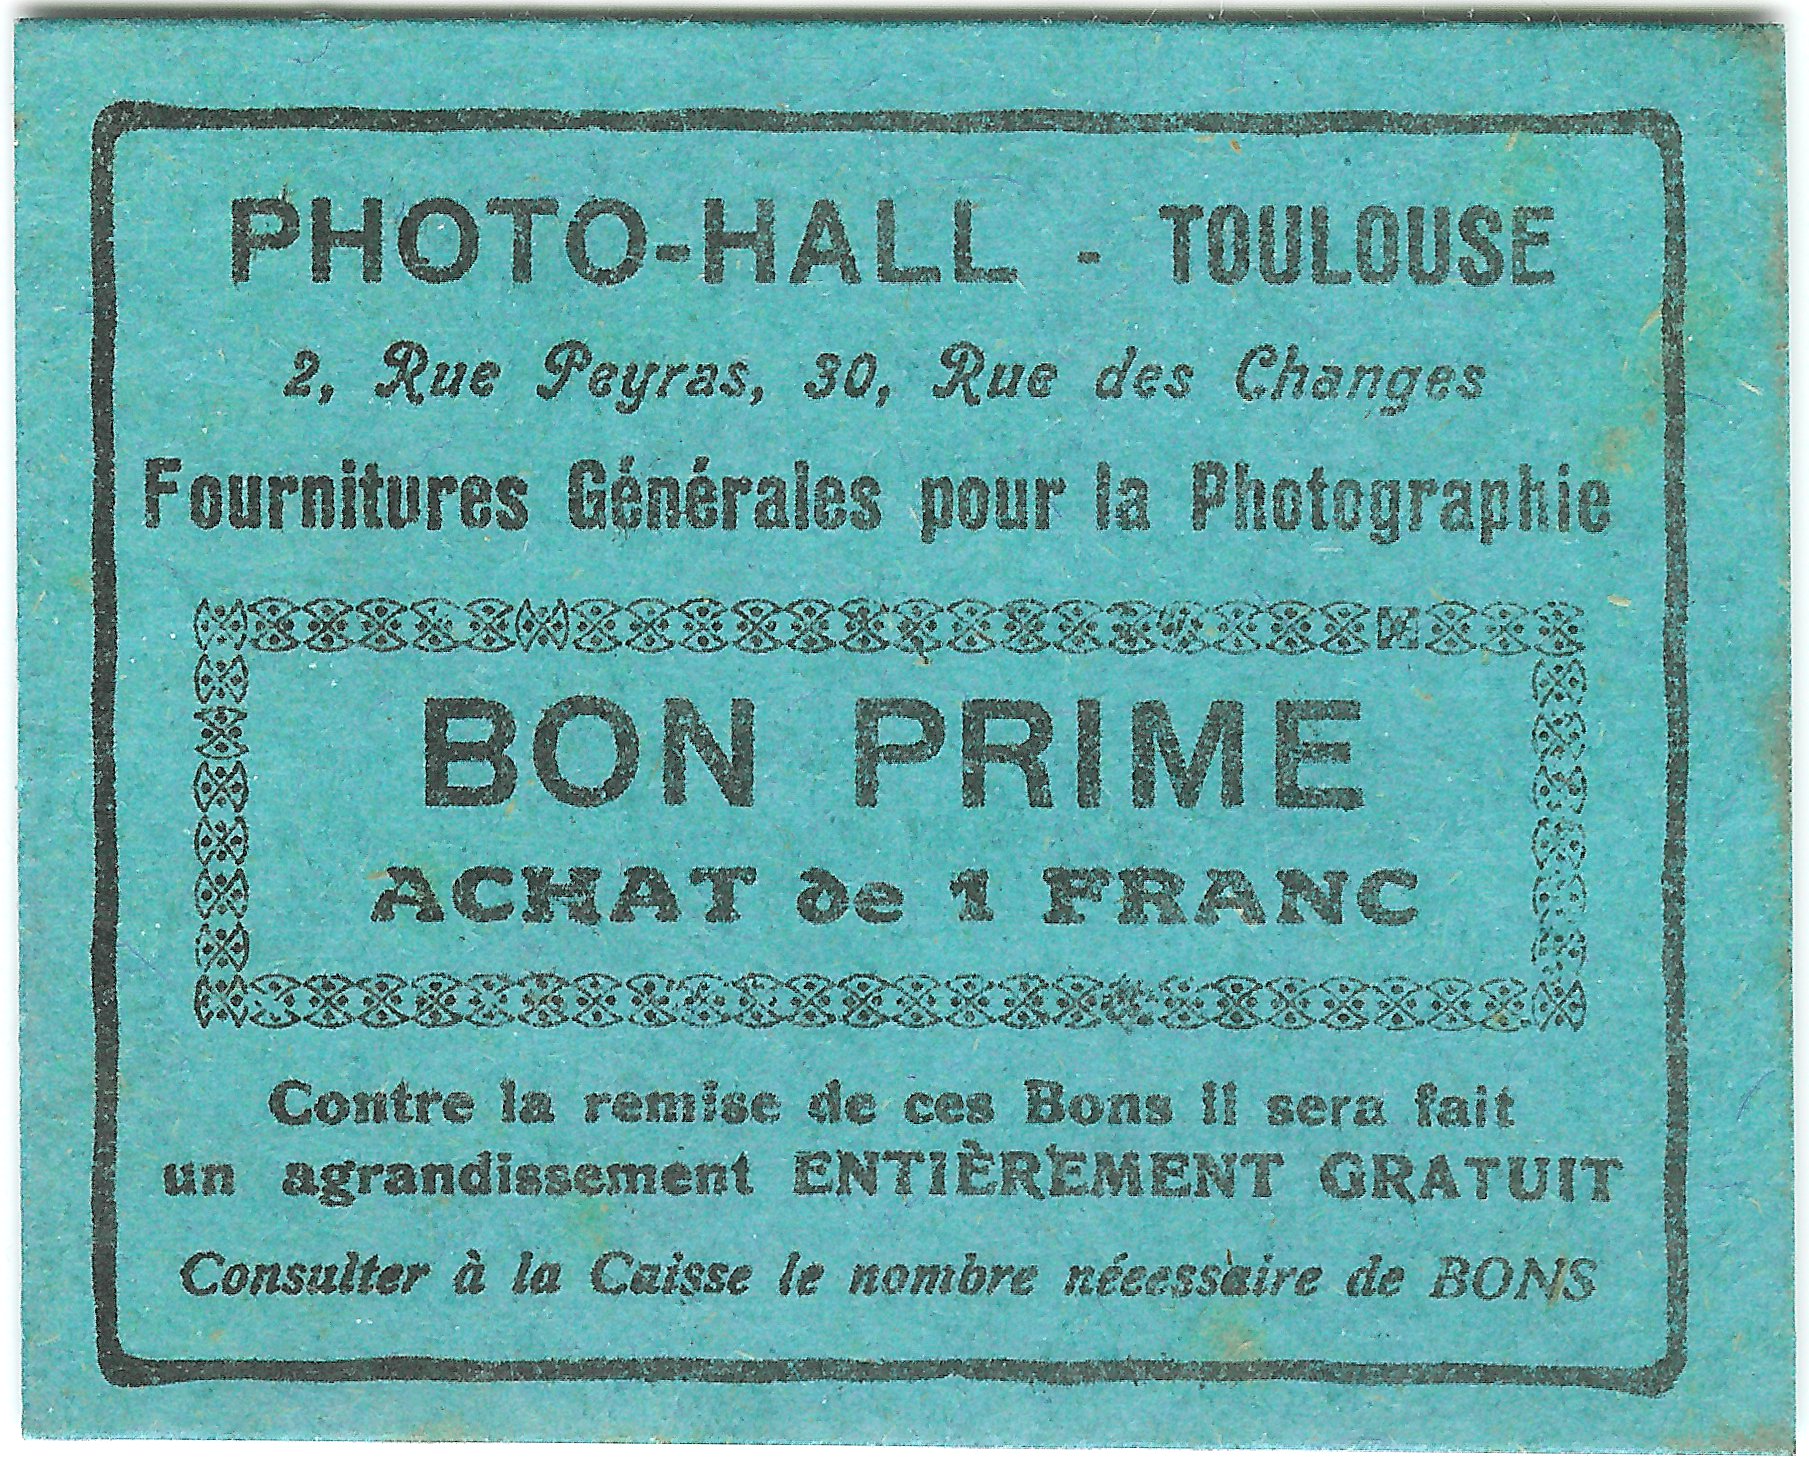 PHOTO-HALL - TOULOUSE
2, Rue Peyras, 30, Rue des Changes
Fournitures Générales pour la Photographie
BON PRIME
ACHAT de 1 FRANC
Contre la remise de ces Bons il sera fait
un agrandissement ENTIÈREMENT GRATUIT
Consulter à la Caisse le nombre nécessaire de BONS